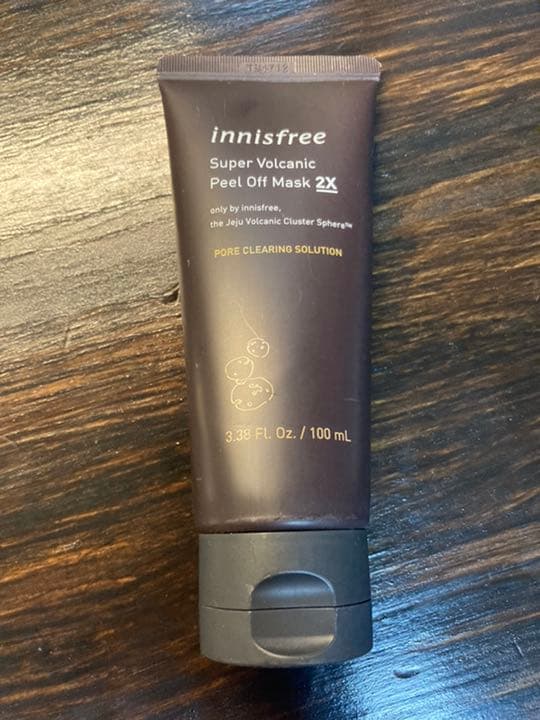 innisfree
Super Volcanic
Peel Off Mask 2X
only by innisfree,
the Jeju Volcanic Cluster Sphere™
PORE CLEARING SOLUTION
3.38 Fl. Oz. / 100 mL